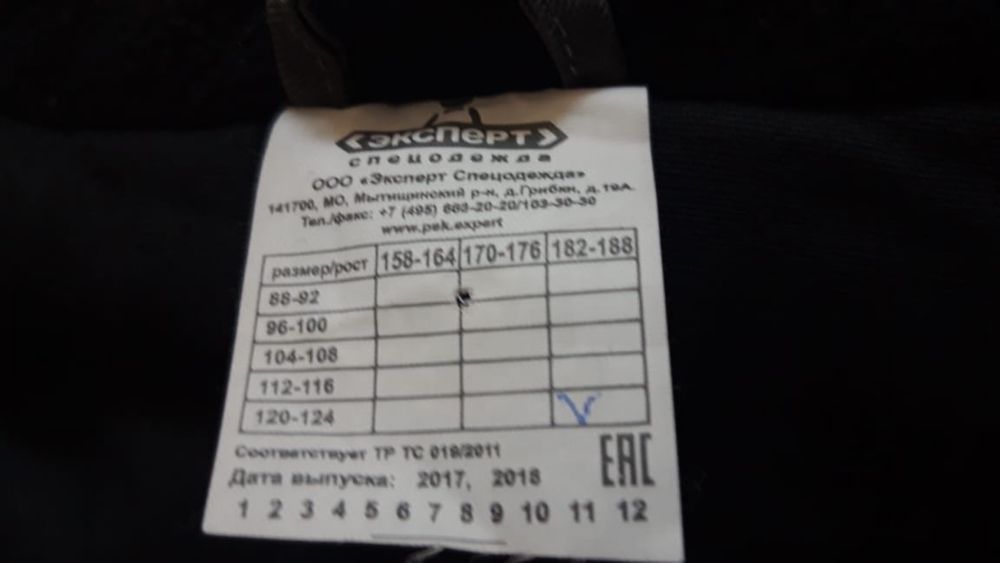 ЭКСПЕРТ
спецодежда
ООО «Эксперт Спецодежда»
141700, МО, Мытищинский р-н, д.Грибки, д.19А.
Тел./факс: +7 (495) 663-20-20/103-30-30
www.pek.expert
размер/рост 158-164 170-176 182-188
88-92
96-100
104-108
112-116
120-124 V
Соответствует ТР ТС 019/2011
EAC
Дата выпуска: 2017, 2018
1 2 3 4 5 6 7 8 9 10 11 12